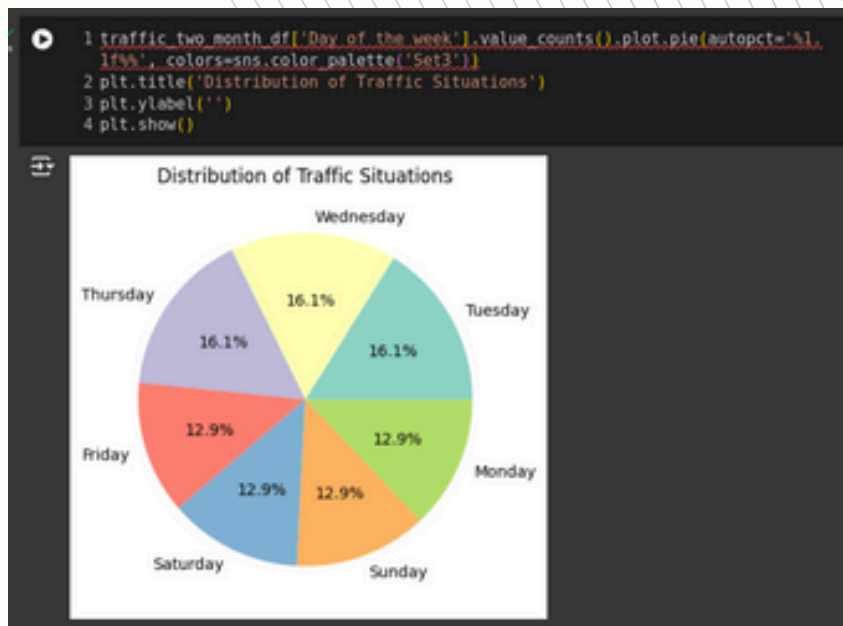 1 traffic_two_month_df['Day of the week'].value_counts().plot.pie(autopct='%1.
1f%%', colors=sns.color_palette('Set3'))
2 plt.title('Distribution of Traffic Situations')
3 plt.ylabel('')
4 plt.show()
Distribution of Traffic Situations
Wednesday
Thursday
Tuesday
16.1%
16.1%
16.1%
12.9%
12.9%
Friday
Monday
12.9%
12.9%
Saturday
Sunday